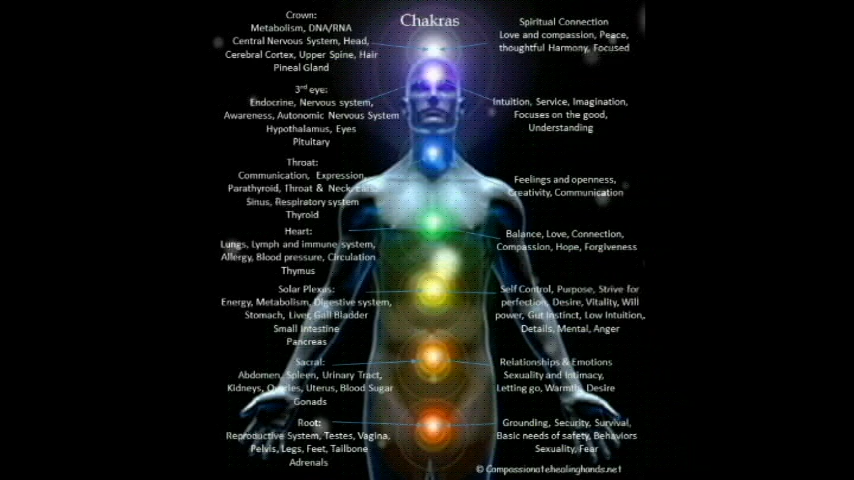 Chakras
Crown:
Metabolism, DNA/RNA
Central Nervous System, Head,
Cerebral Cortex, Upper Spine, Hair
Pineal Gland
Spiritual Connection
Love and compassion, Peace,
thoughtful Harmony, Focused
3rd eye:
Endocrine, Nervous system,
Awareness, Autonomic Nervous System
Hypothalamus, Eyes
Pituitary
Intuition, Service, Imagination,
Focuses on the good,
Understanding
Throat:
Communication, Expression,
Parathyroid, Throat & Neck, Ears,
Sinus, Respiratory system
Thyroid
Feelings and openness,
Creativity, Communication
Heart:
Lungs, Lymph and immune system,
Allergy, Blood pressure, Circulation
Thymus
Balance, Love, Connection,
Compassion, Hope, Forgiveness
Solar Plexus:
Energy, Metabolism, Digestive system,
Stomach, Liver, Gall Bladder
Small Intestine
Pancreas
Self Control, Purpose, Strive for
perfection, Desire, Vitality, Will
power, Gut Instinct, Low Intuition,
Details, Mental, Anger
Sacral:
Abdomen, Spleen, Urinary Tract,
Kidneys, Ovaries, Uterus, Blood Sugar
Gonads
Relationships & Emotions
Sexuality and Intimacy,
Letting go, Warmth, Desire
Root:
Reproductive System, Testes, Vagina,
Pelvis, Legs, Feet, Tailbone
Adrenals
Grounding, Security, Survival,
Basic needs of safety, Behaviors
Sexuality, Fear
© Compassionatehealinghands.net